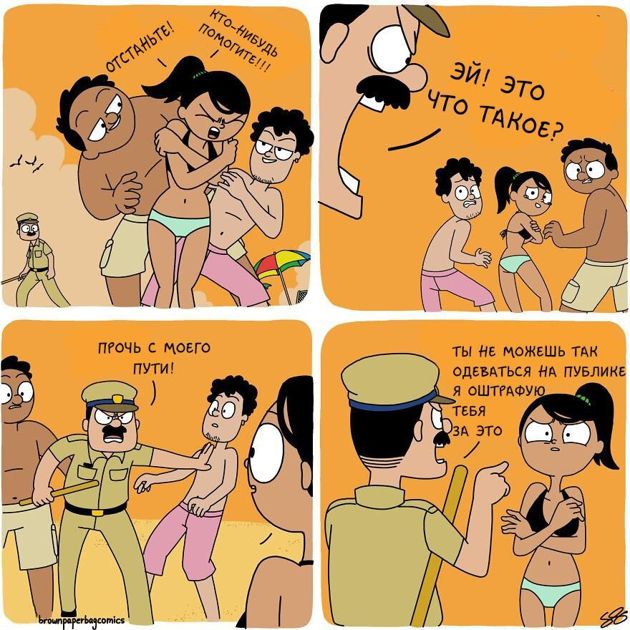 ОТСТАНЬТЕ!
КТО-НИБУДЬ
ПОМОГИТЕ!!!
ЭЙ! ЭТО
ЧТО ТАКОЕ?
ПРОЧЬ С МОЕГО
ПУТИ!
ТЫ НЕ МОЖЕШЬ ТАК
ОДЕВАТЬСЯ НА ПУБЛИКЕ
Я ОШТРАФУЮ
ТЕБЯ
ЗА ЭТО
brownpaperbagcomics